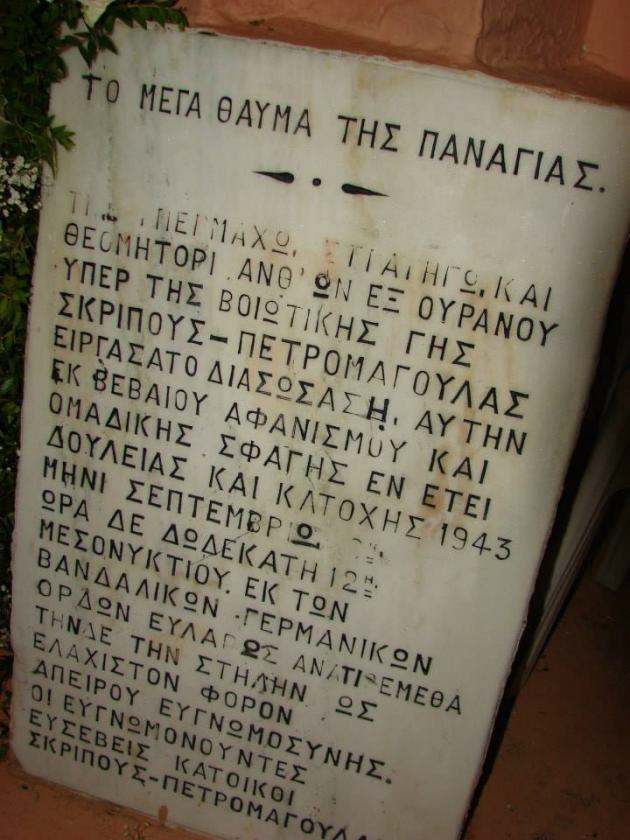 ΤΟ ΜΕΓΑ ΘΑΥΜΑ ΤΗΣ ΠΑΝΑΓΙΑΣ.
ΚΑΙ
ΘΕΟΜΗΤΟΡΙ ΑΝΘ' ΩΝ ΕΞ ΟΥΡΑΝΟΥ
ΥΠΕΡ ΤΗΣ ΒΟΙΩΤΙΚΗΣ ΓΗΣ
ΣΚΡΙΠΟΥΣ-ΠΕΤΡΟΜΑΓΟΥΛΑΣ
ΕΙΡΓΑΣΑΤΟ ΔΙΑΣΩΣΑΣΗ, ΑΥΤΗΝ
ΕΚ ΒΕΒΑΙΟΥ ΑΦΑΝΙΣΜΟΥ ΚΑΙ
ΟΜΑΔΙΚΗΣ ΣΦΑΓΗΣ ΕΝ ΕΤΕΙ
ΔΟΥΛΕΙΑΣ ΚΑΙ ΚΑΤΟΧΗΣ 1943
ΜΗΝΙ ΣΕΠΤΕΜΒΡΙΩ
ΩΡΑ ΔΕ ΔΩΔΕΚΑΤΗ 12Η
ΜΕΣΟΝΥΚΤΙΟΥ. ΕΚ ΤΩΝ
ΒΑΝΔΑΛΙΚΩΝ ΓΕΡΜΑΝΙΚΩΝ
ΟΡΔΩΝ ΕΥΛΑΒΩΣ ΑΝΑΤΙΘΕΜΕΘΑ
ΤΗΝΔΕ ΤΗΝ ΣΤΗΛΗΝ ΩΣ
ΕΛΑΧΙΣΤΟΝ ΦΟΡΟΝ
ΑΠΕΙΡΟΥ ΕΥΓΝΩΜΟΣΥΝΗΣ.
ΟΙ ΕΥΓΝΩΜΟΝΟΥΝΤΕΣ
ΕΥΣΕΒΕΙΣ ΚΑΤΟΙΚΟΙ
ΣΚΡΙΠΟΥΣ-ΠΕΤΡΟΜΑΓΟΥΛΑΣ